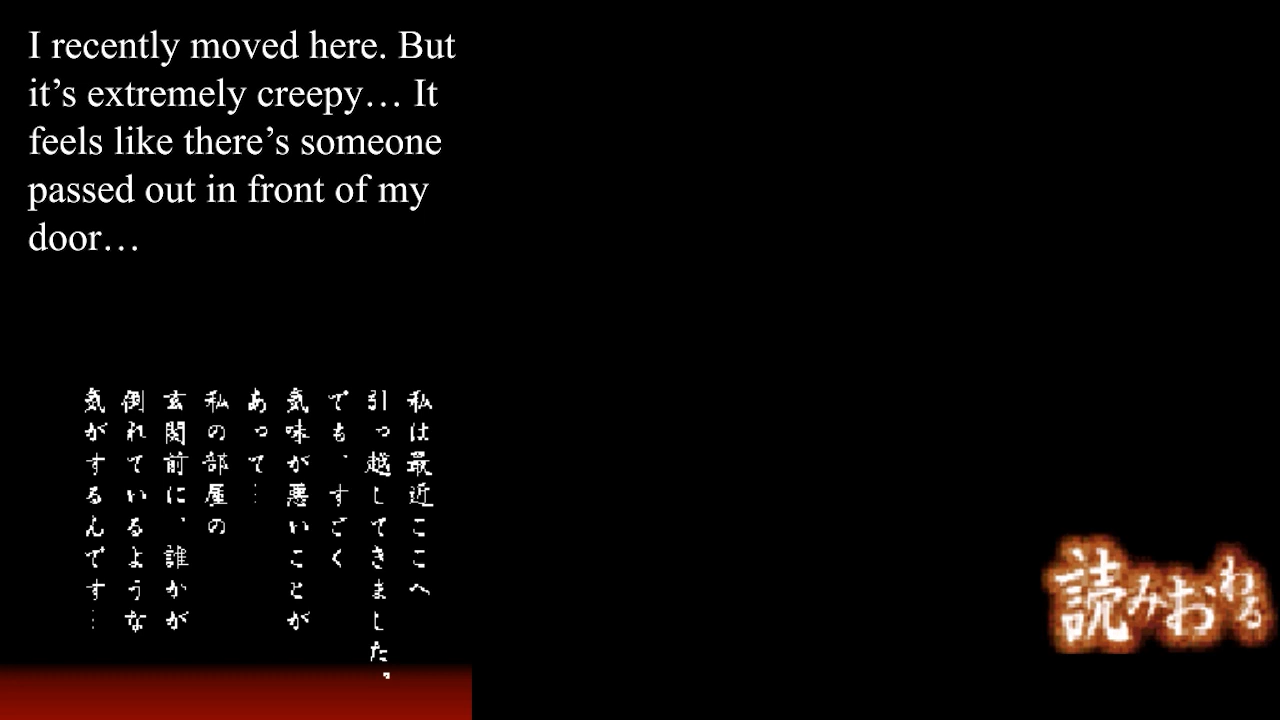 I recently moved here. But
it’s extremely creepy… It
feels like there’s someone
passed out in front of my
door…
私は最近ここへ
引っ越してきました。
でも、すごく
気味が悪いことが
あって…
私の部屋の
玄関前に、誰かが
倒れているような
気がするんです…
読みおわる